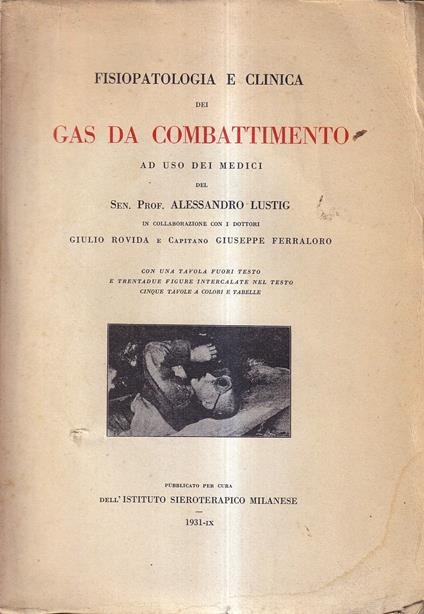 FISIOPATOLOGIA E CLINICA
DEI
GAS DA COMBATTIMENTO
AD USO DEI MEDICI
DEL
SEN. PROF. ALESSANDRO LUSTIG
IN COLLABORAZIONE CON I DOTTORI
GIULIO ROVIDA E CAPITANO GIUSEPPE FERRALORO
CON UNA TAVOLA FUORI TESTO
E TRENTADUE FIGURE INTERCALATE NEL TESTO
CINQUE TAVOLE A COLORI E TABELLE
PUBBLICATO PER CURA
DELL'ISTITUTO SIEROTERAPICO MILANESE
1931-IX